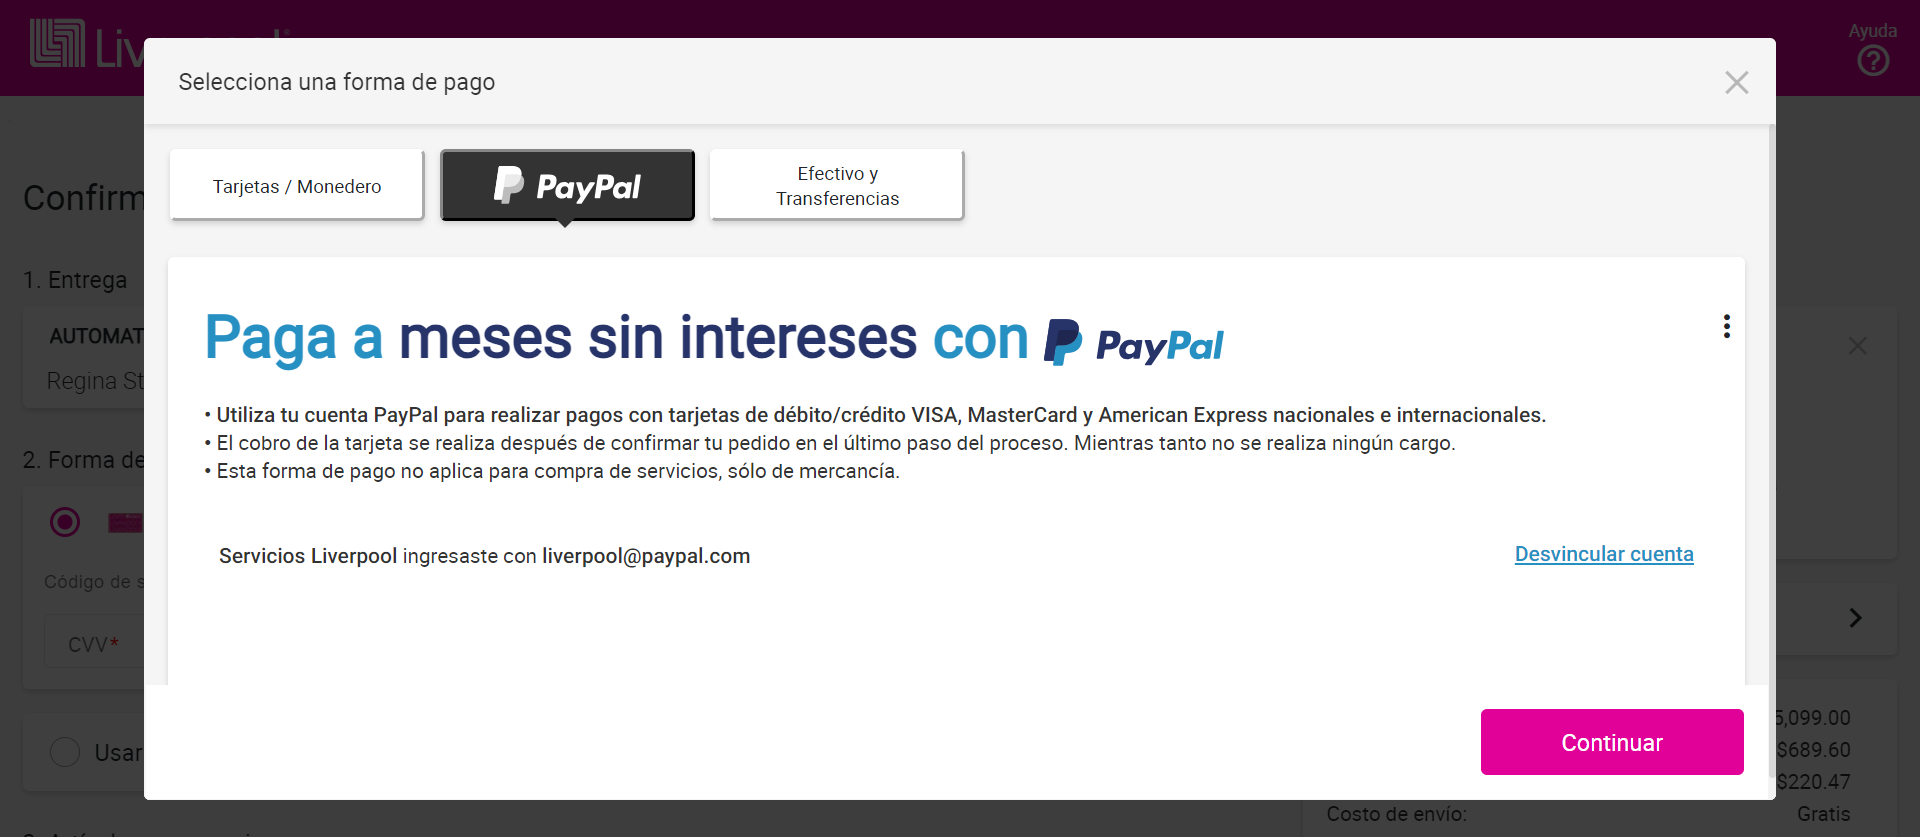 Ayuda
Selecciona una forma de pago
Tarjetas / Monedero
PayPal
Efectivo y
Transferencias
Confirm
1. Entrega
AUTOMAT
Regina St
2. Forma de
Código de s
CVV*
Usar
Paga a meses sin intereses con PayPal
• Utiliza tu cuenta PayPal para realizar pagos con tarjetas de débito/crédito VISA, MasterCard y American Express nacionales e internacionales.
• El cobro de la tarjeta se realiza después de confirmar tu pedido en el último paso del proceso. Mientras tanto no se realiza ningún cargo.
• Esta forma de pago no aplica para compra de servicios, sólo de mercancía.
Servicios Liverpool ingresaste con liverpool@paypal.com
Desvincular cuenta
Continuar
5,099.00
$689.60
$220.47
Costo de envío: Gratis